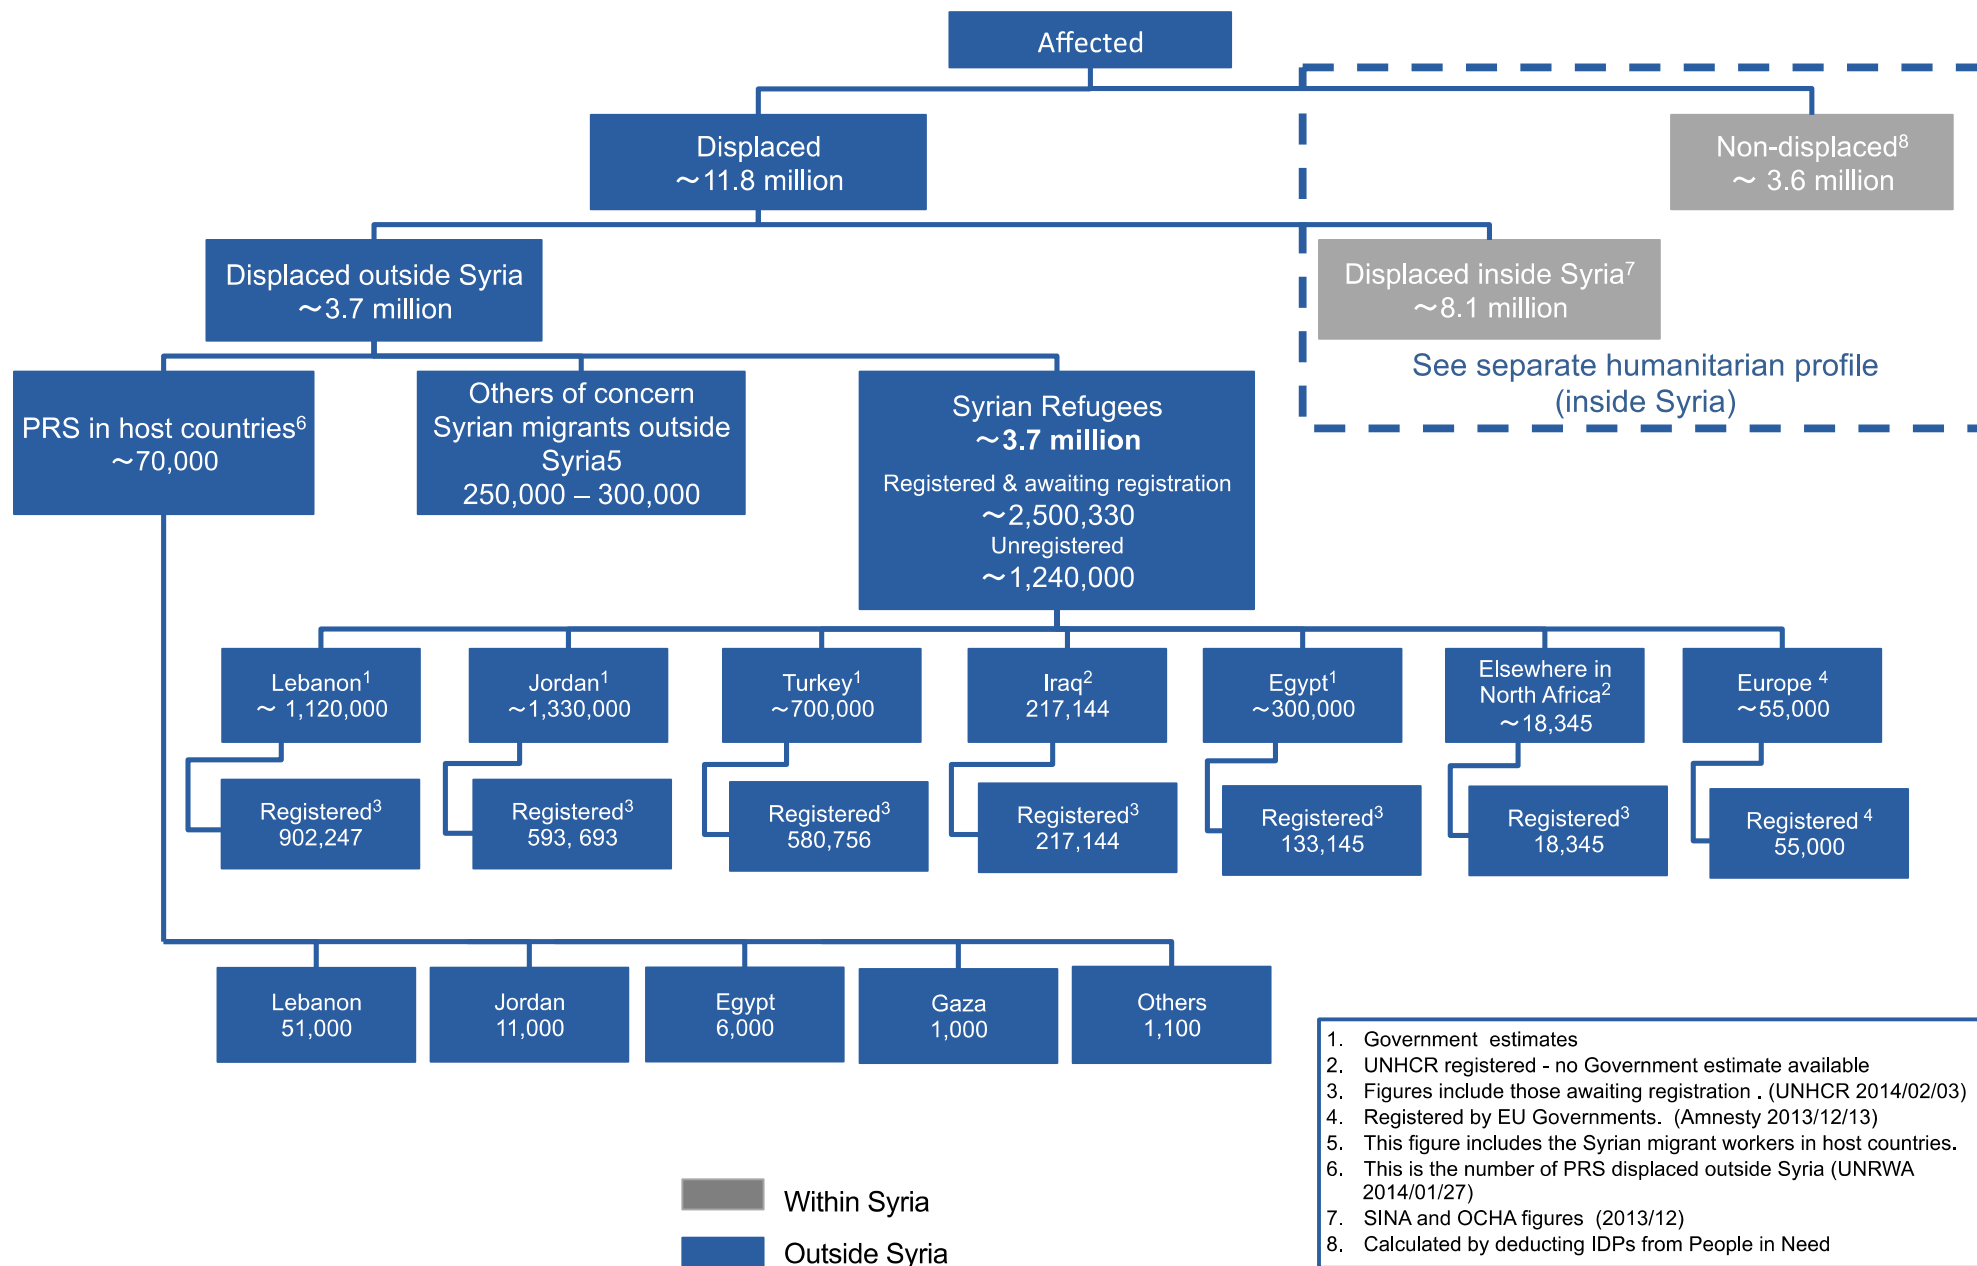 Affected
Displaced
~11.8 million
Non-displaced8
~ 3.6 million
Displaced outside Syria
~3.7 million
Displaced inside Syria7
~8.1 million
See separate humanitarian profile
(inside Syria)
PRS in host countries6
~70,000
Others of concern
Syrian migrants outside
Syria5
250,000 – 300,000
Syrian Refugees
~3.7 million
Registered & awaiting registration
~2,500,330
Unregistered
~1,240,000
Lebanon1
~ 1,120,000
Jordan1
~1,330,000
Turkey1
~700,000
Iraq2
217,144
Egypt1
~300,000
Elsewhere in
North Africa2
~18,345
Europe 4
~55,000
Registered3
902,247
Registered3
593, 693
Registered3
580,756
Registered3
217,144
Registered3
133,145
Registered3
18,345
Registered 4
55,000
Lebanon
51,000
Jordan
11,000
Egypt
6,000
Gaza
1,000
Others
1,100
1. Government estimates
2. UNHCR registered - no Government estimate available
3. Figures include those awaiting registration . (UNHCR 2014/02/03)
4. Registered by EU Governments. (Amnesty 2013/12/13)
5. This figure includes the Syrian migrant workers in host countries.
6. This is the number of PRS displaced outside Syria (UNRWA
2014/01/27)
7. SINA and OCHA figures (2013/12)
8. Calculated by deducting IDPs from People in Need
Within Syria
Outside Syria